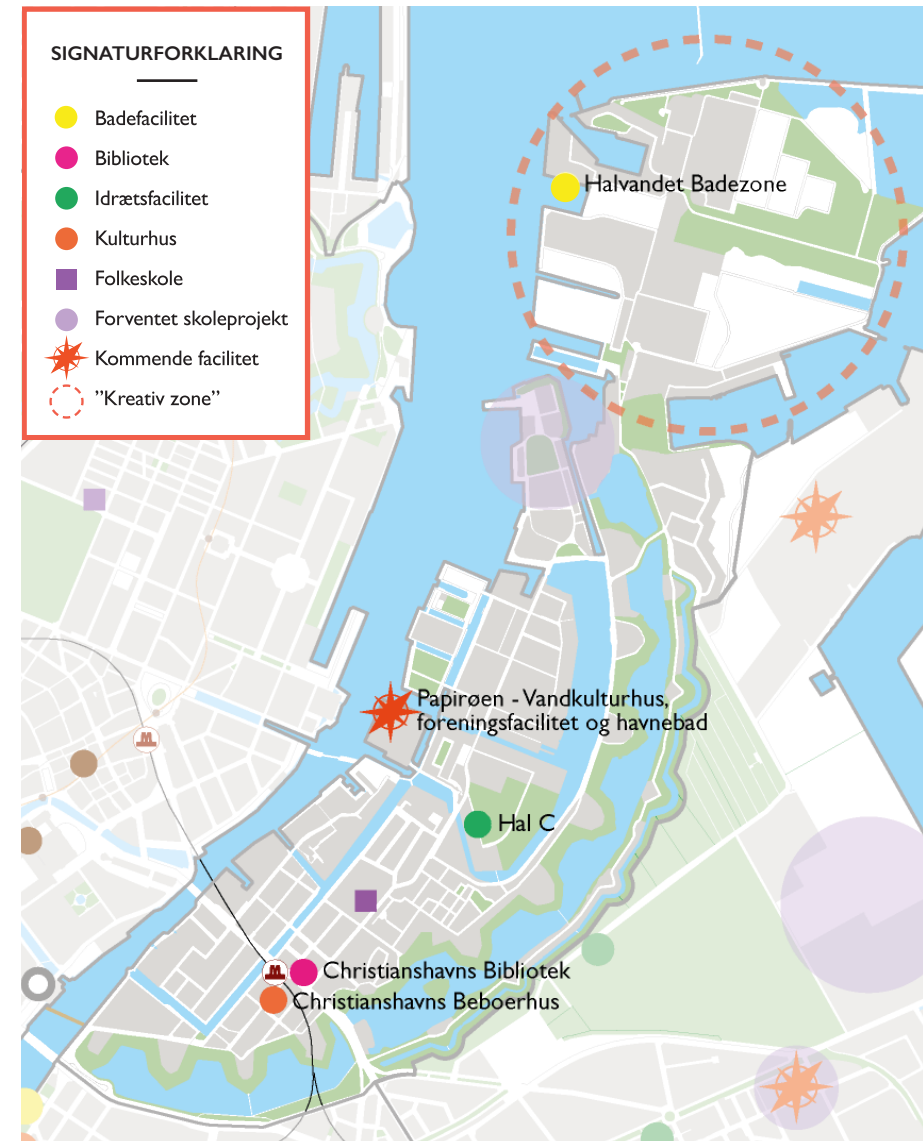 SIGNATURFORKLARING
Badefacilitet
Bibliotek
Idrætsfacilitet
Kulturhus
Folkeskole
Forventet skoleprojekt
Kommende facilitet
”Kreativ zone”
Halvandet Badezone
Papirøen - Vandkulturhus,
foreningsfacilitet og havnebad
Hal C
Christianshavns Bibliotek
Christianshavns Beboerhus